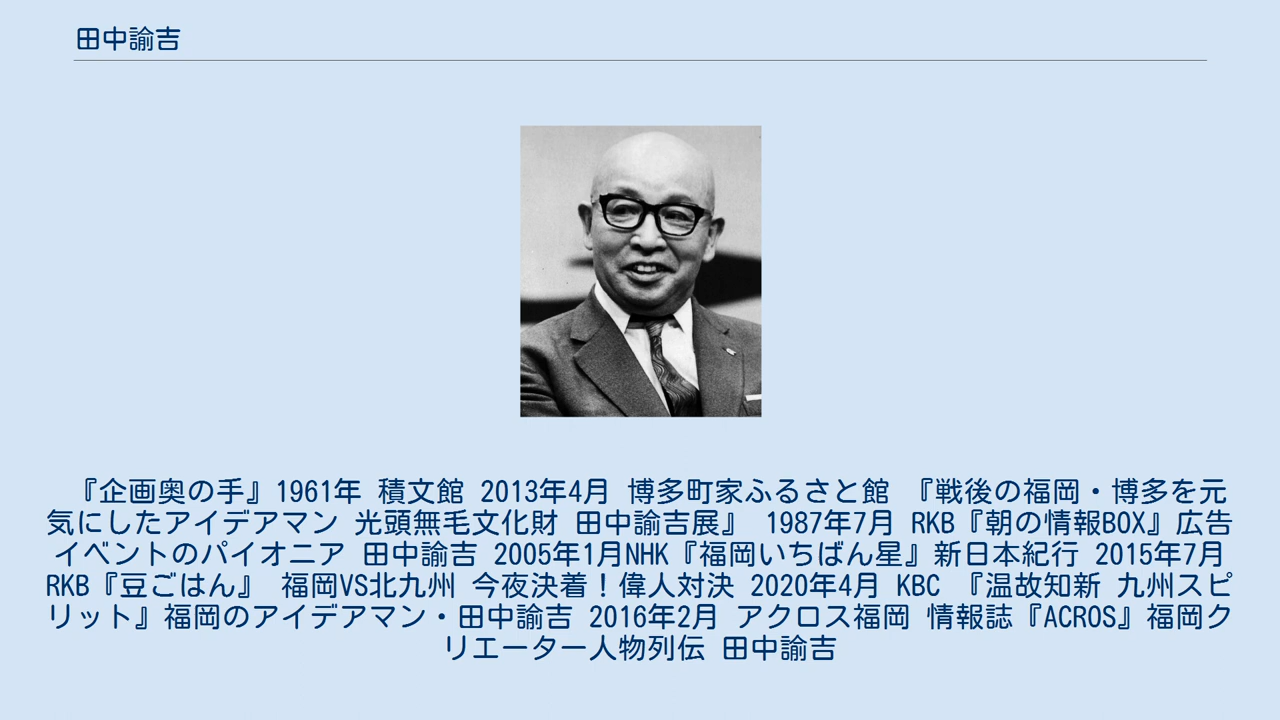 田中諭吉
『企画奥の手』1961年 積文館 2013年4月 博多町家ふるさと館 『戦後の福岡・博多を元
気にしたアイデアマン 光頭無毛文化財 田中諭吉展』 1987年7月 RKB『朝の情報BOX』広告
イベントのパイオニア 田中諭吉 2005年1月NHK『福岡いちばん星』新日本紀行 2015年7月
RKB『豆ごはん』 福岡VS北九州 今夜決着！偉人対決 2020年4月 KBC 『温故知新 九州スピ
リット』福岡のアイデアマン・田中諭吉 2016年2月 アクロス福岡 情報誌『ACROS』福岡ク
リエーター人物列伝 田中諭吉